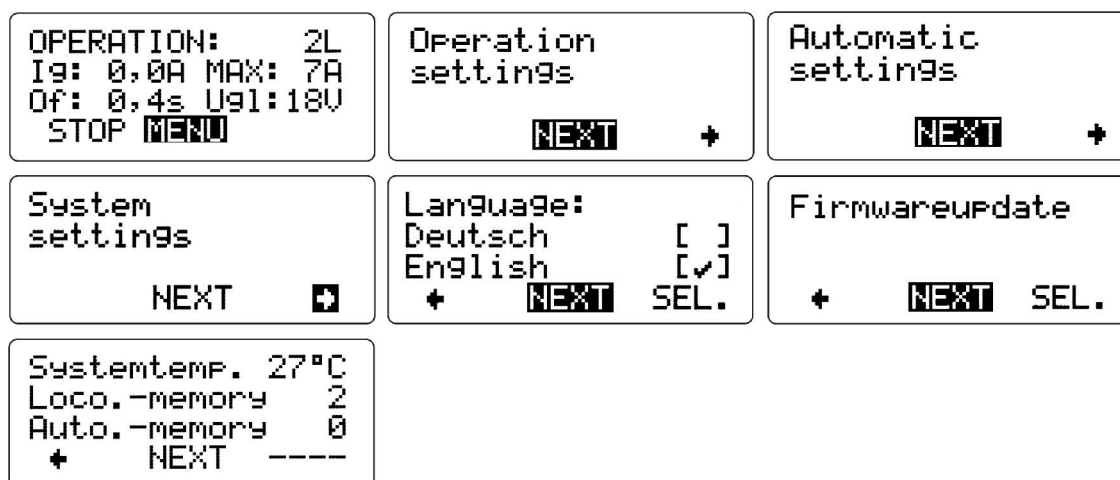 OPERATION: 2L
Ig: 0,0A MAX: 7A
Of: 0,4s Ugl:18V
STOP MENU
Operation
settings
NEXT →
Automatic
settings
NEXT →
System
settings
NEXT →
Language:
Deutsch [ ]
English [✓]
← NEXT SEL.
Firmwareupdate
← NEXT SEL.
Systemtemp. 27°C
Loco.-memory 2
Auto.-memory 0
← NEXT ----